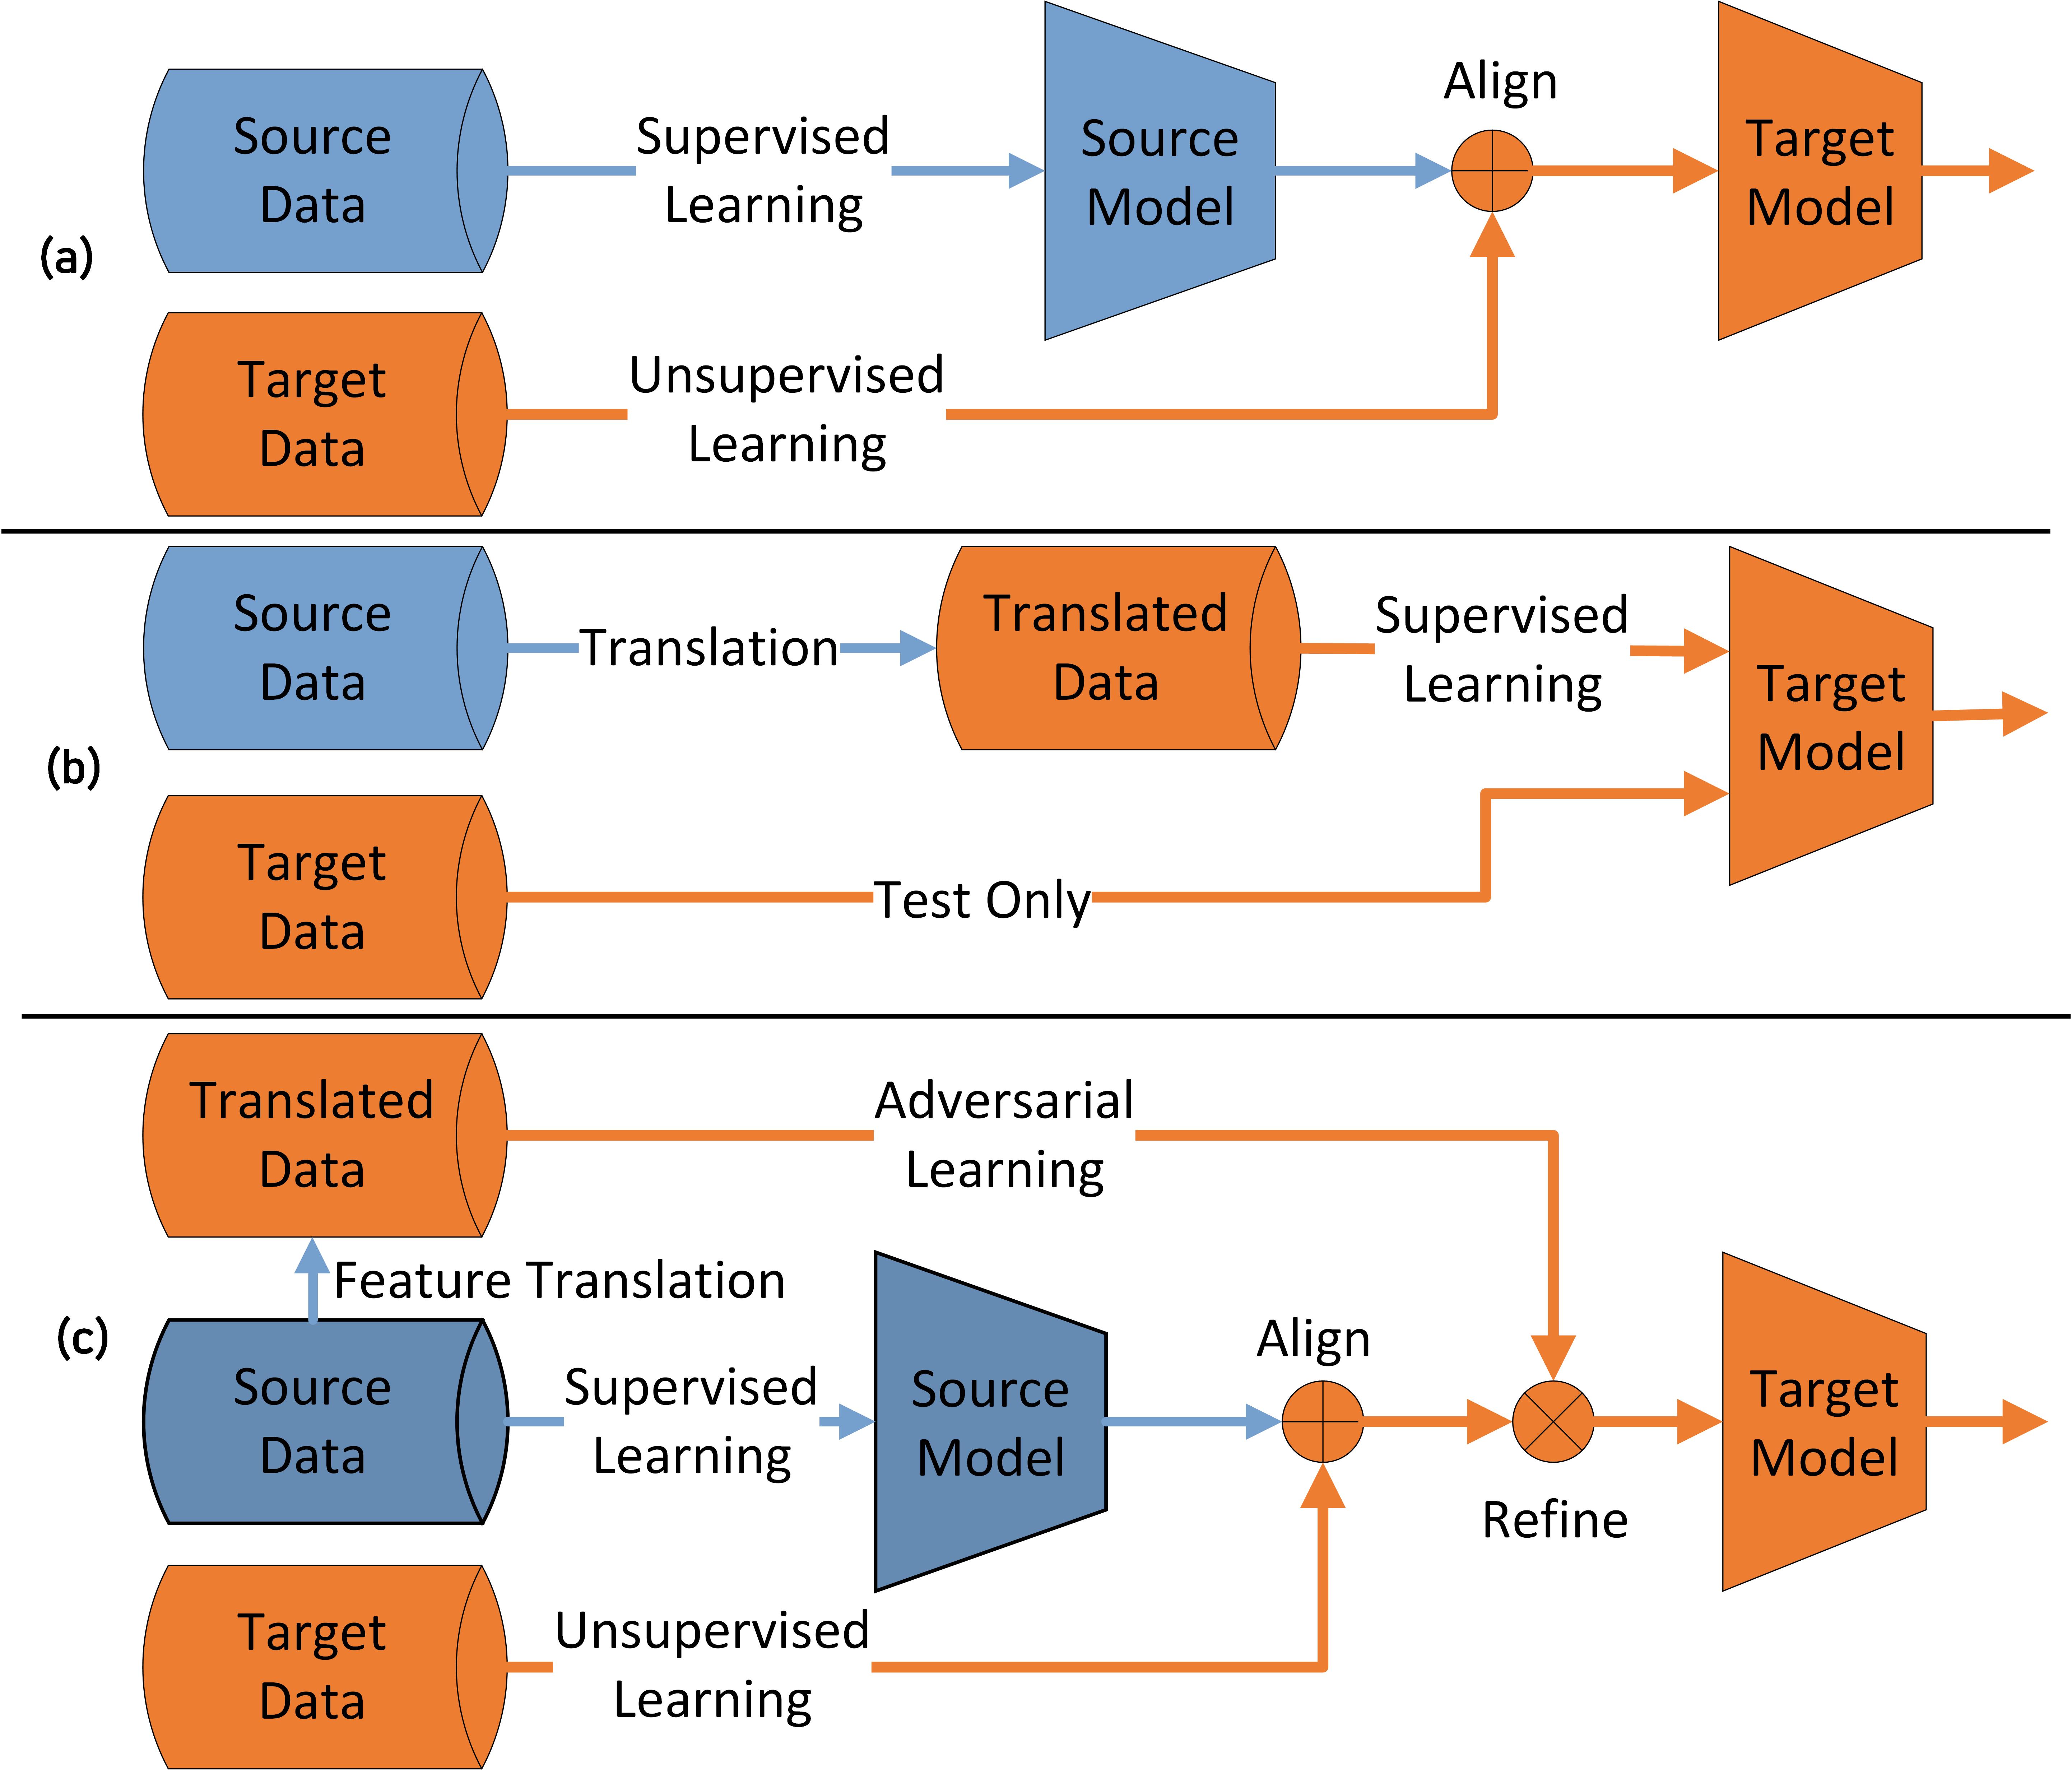 (a)
Source
Data
Supervised
Learning
Source
Model
Align
Target
Model
Target
Data
Unsupervised
Learning
(b)
Source
Data
Translation
Translated
Data
Supervised
Learning
Target
Model
Target
Data
Test Only
(c)
Translated
Data
Adversarial
Learning
Feature Translation
Source
Data
Supervised
Learning
Source
Model
Align
Refine
Target
Model
Target
Data
Unsupervised
Learning